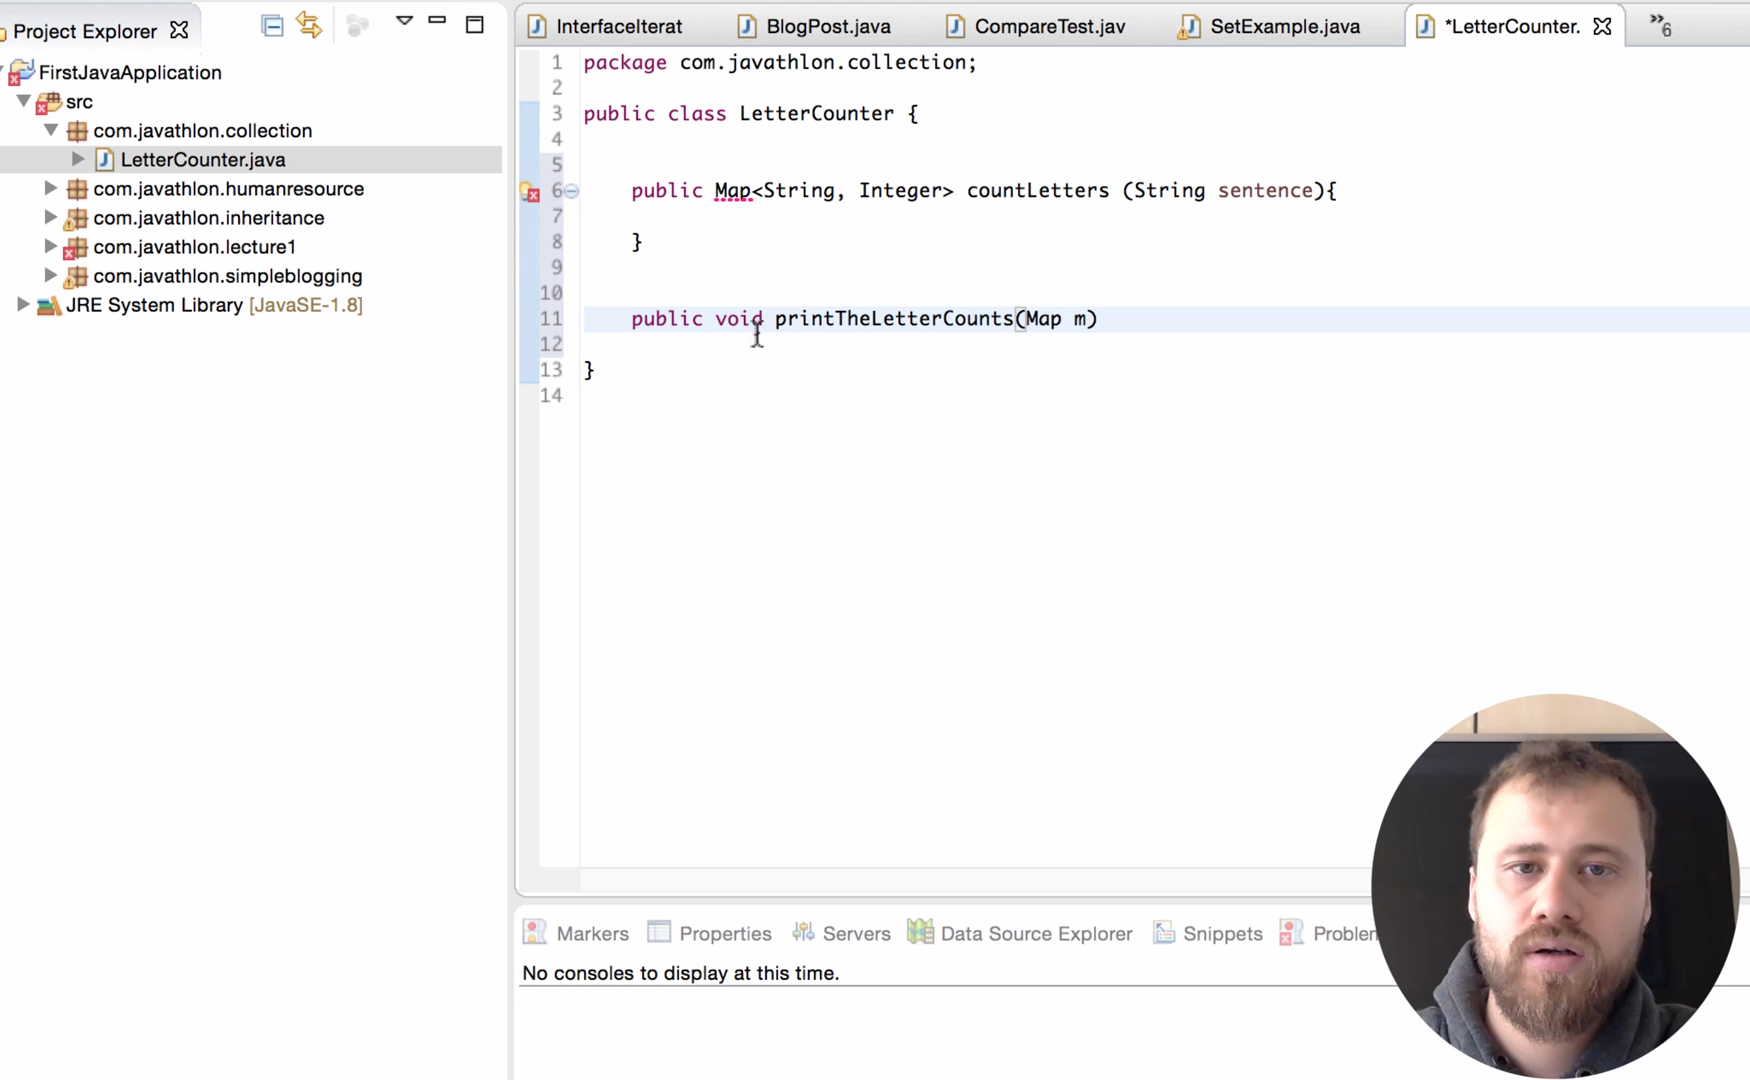 Project Explorer
FirstJavaApplication
src
com.javathlon.collection
LetterCounter.java
com.javathlon.humanresource
com.javathlon.inheritance
com.javathlon.lecture1
com.javathlon.simpleblogging
JRE System Library [JavaSE-1.8]
InterfaceIterat
BlogPost.java
CompareTest.jav
SetExample.java
*LetterCounter.
»6
1 package com.javathlon.collection;
2
3 public class LetterCounter {
4
5
6 public Map<String, Integer> countLetters (String sentence){
7
8 }
9
10
11 public void printTheLetterCounts(Map m)
12
13 }
14
Markers
Properties
Servers
Data Source Explorer
Snippets
Problem
No consoles to display at this time.